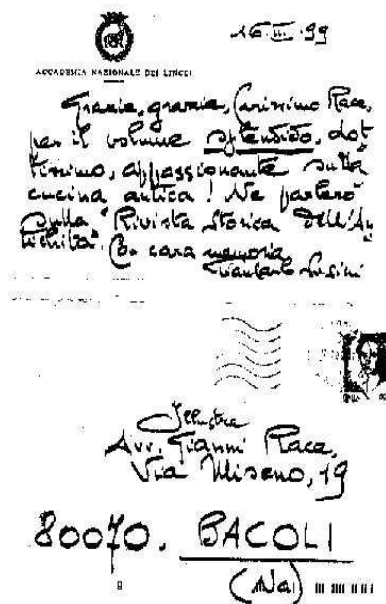 16.III.99
ACCADEMIA NAZIONALE DEI LINCEI
Grazie, grazie, Carissimo Race,
per il volume splendido, dot
tissimo, appassionante sulla
cucina antica! Ne parlerò
sulla "Rivista Storica dell'An
tichità".
Con cara memoria,
Giancarlo Susini
Illustre
Avv. Gianni Race,
Via Miseno, 19
80070. BACOLI
(Na)